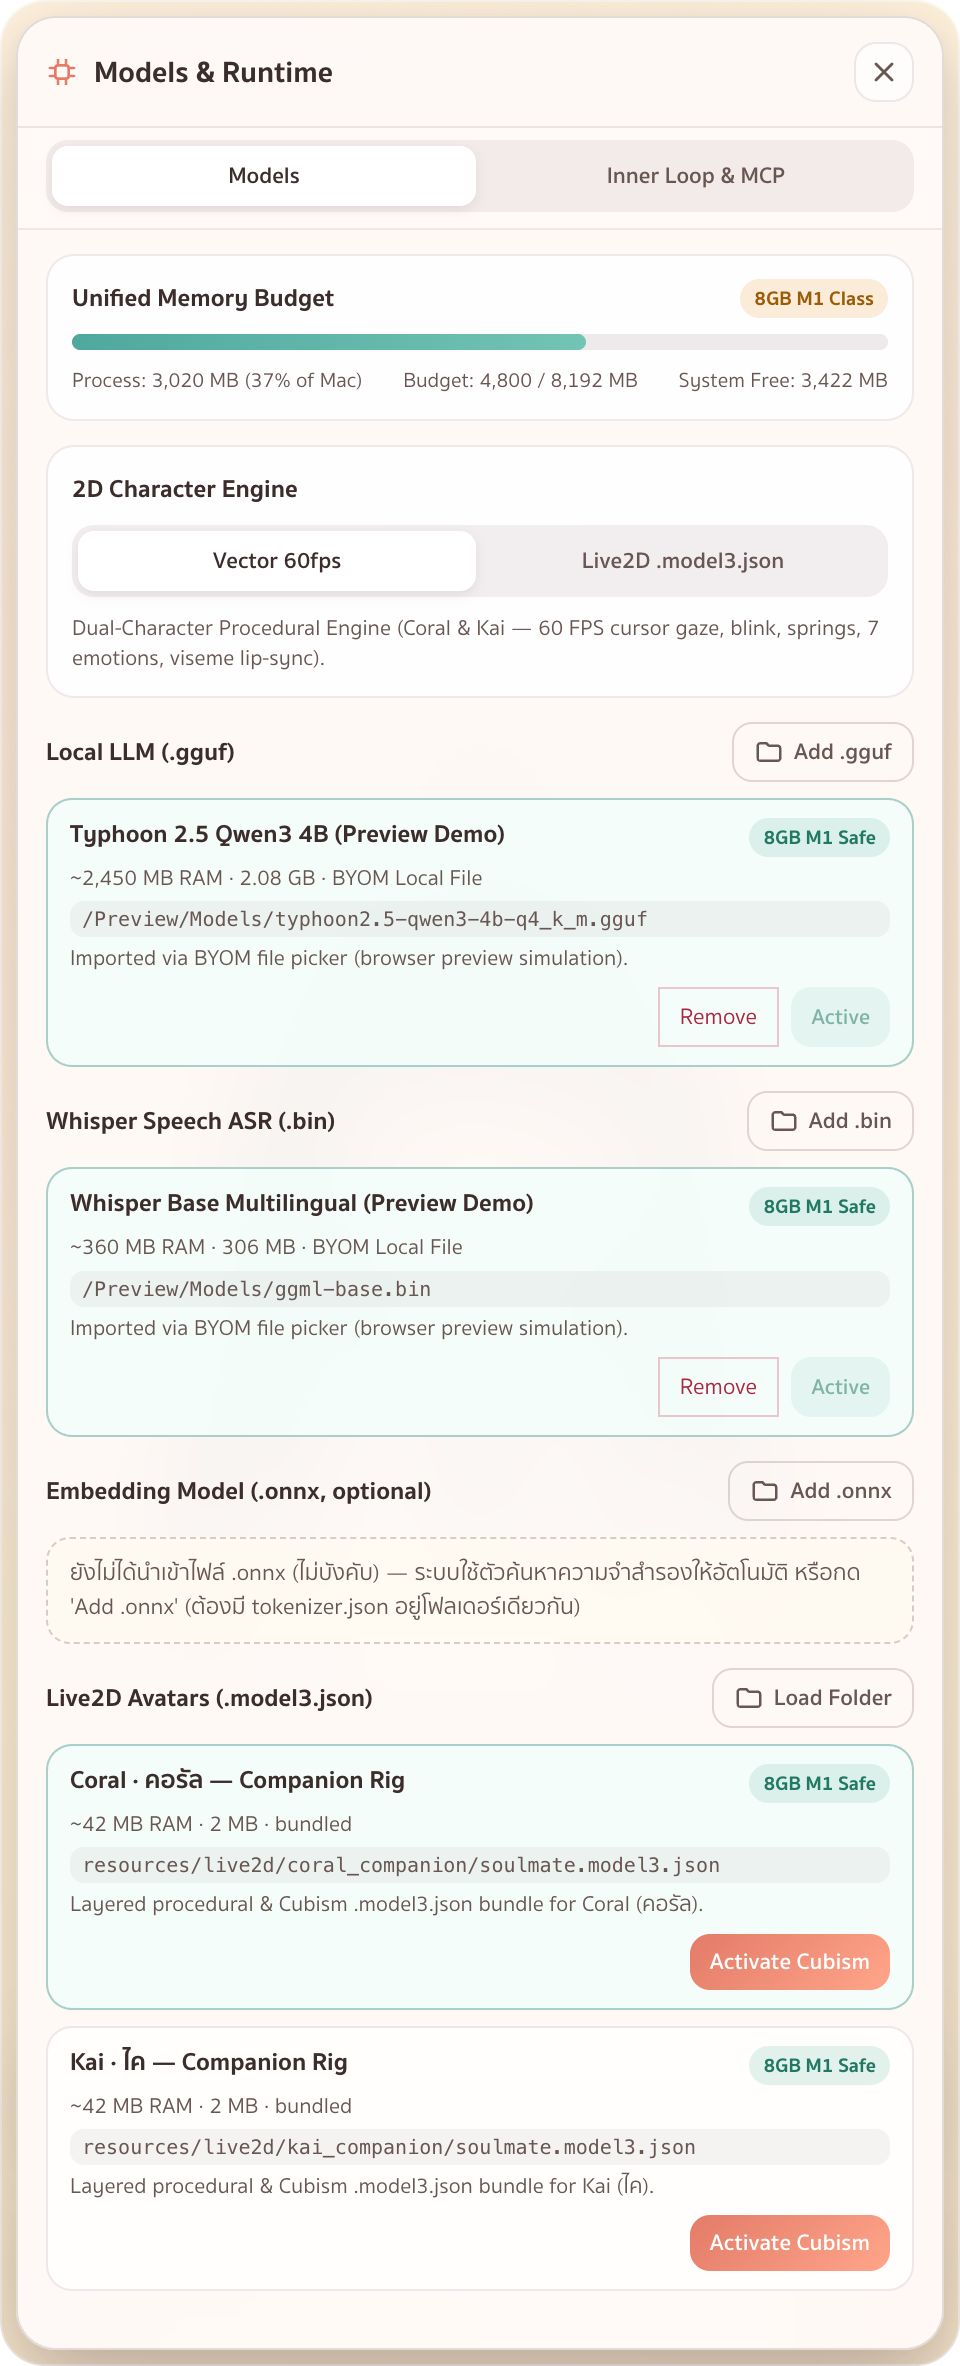 Models & Runtime
Models
Inner Loop & MCP
Unified Memory Budget
8GB M1 Class
Process: 3,020 MB (37% of Mac)
Budget: 4,800 / 8,192 MB
System Free: 3,422 MB
2D Character Engine
Vector 60fps
Live2D .model3.json
Dual-Character Procedural Engine (Coral & Kai — 60 FPS cursor gaze, blink, springs, 7
emotions, viseme lip-sync).
Local LLM (.gguf)
Add .gguf
Typhoon 2.5 Qwen3 4B (Preview Demo)
8GB M1 Safe
~2,450 MB RAM · 2.08 GB · BYOM Local File
/Preview/Models/typhoon2.5-qwen3-4b-q4_k_m.gguf
Imported via BYOM file picker (browser preview simulation).
Remove
Active
Whisper Speech ASR (.bin)
Add .bin
Whisper Base Multilingual (Preview Demo)
8GB M1 Safe
~360 MB RAM · 306 MB · BYOM Local File
/Preview/Models/ggml-base.bin
Imported via BYOM file picker (browser preview simulation).
Remove
Active
Embedding Model (.onnx, optional)
Add .onnx
ยังไม่ได้นำเข้าไฟล์ .onnx (ไม่บังคับ) — ระบบใช้ตัวค้นหาความจำสำรองให้อัตโนมัติ หรือกด
'Add .onnx' (ต้องมี tokenizer.json อยู่โฟลเดอร์เดียวกัน)
Live2D Avatars (.model3.json)
Load Folder
Coral · คอรัล — Companion Rig
8GB M1 Safe
~42 MB RAM · 2 MB · bundled
resources/live2d/coral_companion/soulmate.model3.json
Layered procedural & Cubism .model3.json bundle for Coral (คอรัล).
Activate Cubism
Kai · ไค — Companion Rig
8GB M1 Safe
~42 MB RAM · 2 MB · bundled
resources/live2d/kai_companion/soulmate.model3.json
Layered procedural & Cubism .model3.json bundle for Kai (ไค).
Activate Cubism